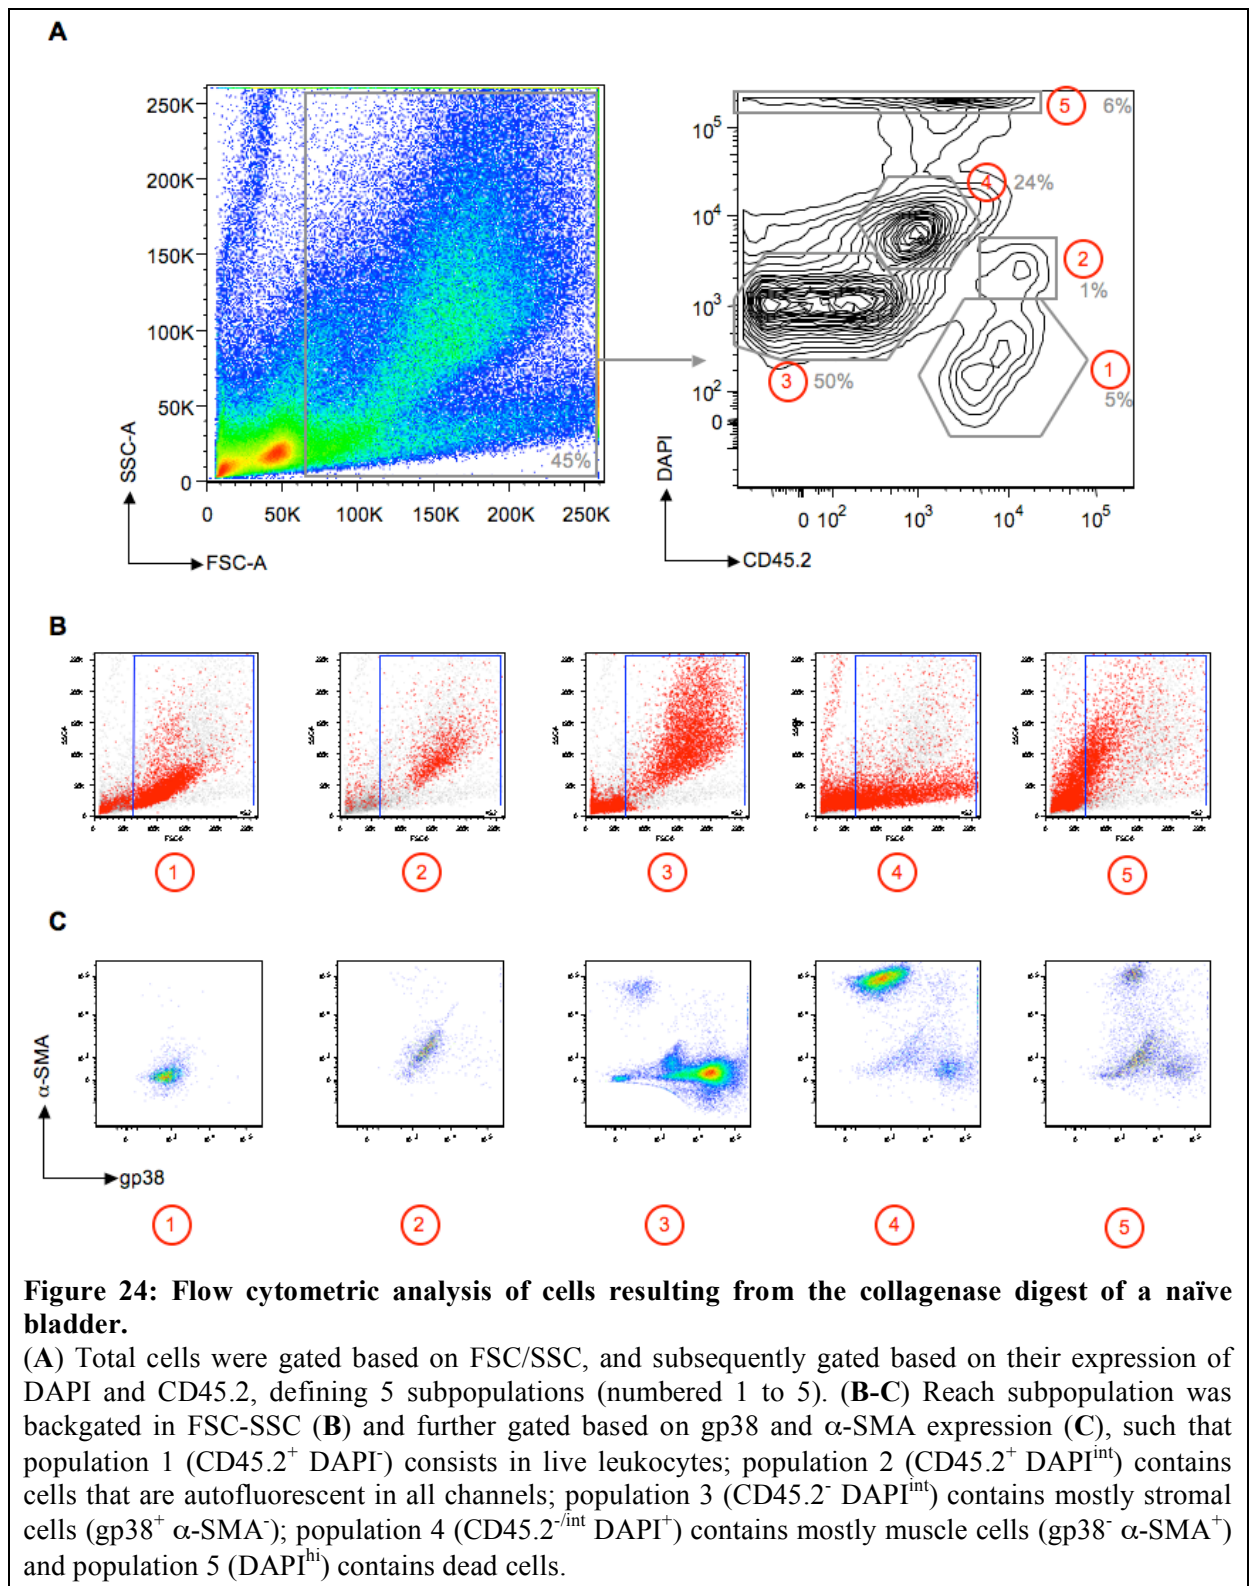 A
250K
200K
150K
100K
50K
0
SSC-A
45%
0 50K 100K 150K 200K 250K
FSC-A
10^5
10^4
10^3
10^2
0
DAPI
5 6%
4 24%
2
1%
1
5%
3 50%
0 10^2 10^3 10^4 10^5
CD45.2
B
1 2 3 4 5
C
α-SMA
gp38
1 2 3 4 5
Figure 24: Flow cytometric analysis of cells resulting from the collagenase digest of a naïve
bladder.
(A) Total cells were gated based on FSC/SSC, and subsequently gated based on their expression of
DAPI and CD45.2, defining 5 subpopulations (numbered 1 to 5). (B-C) Reach subpopulation was
backgated in FSC-SSC (B) and further gated based on gp38 and α-SMA expression (C), such that
population 1 (CD45.2⁺ DAPI⁻) consists in live leukocytes; population 2 (CD45.2⁺ DAPI^int) contains
cells that are autofluorescent in all channels; population 3 (CD45.2⁻ DAPI^int) contains mostly stromal
cells (gp38⁺ α-SMA⁻); population 4 (CD45.2^-/int DAPI⁺) contains mostly muscle cells (gp38⁻ α-SMA⁺)
and population 5 (DAPI^hi) contains dead cells.